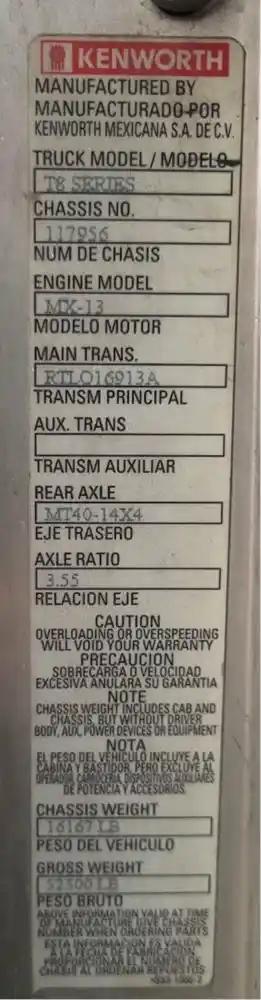 KENWORTH
MANUFACTURED BY
MANUFACTURADO POR
KENWORTH MEXICANA S.A. DE C.V.
TRUCK MODEL / MODELO
T8 SERIES
CHASSIS NO.
117956
NUM DE CHASIS
ENGINE MODEL
MX-13
MODELO MOTOR
MAIN TRANS.
RTLO16913A
TRANSM PRINCIPAL
AUX. TRANS
TRANSM AUXILIAR
REAR AXLE
MT40-14X4
EJE TRASERO
AXLE RATIO
3.55
RELACION EJE
CAUTION
OVERLOADING OR OVERSPEEDING
WILL VOID YOUR WARRANTY
PRECAUCION
SOBRECARGA O VELOCIDAD
EXCESIVA ANULARA SU GARANTIA
NOTE
CHASSIS WEIGHT INCLUDES CAB AND
CHASSIS, BUT WITHOUT DRIVER
BODY, AUX, POWER DEVICES OR EQUIPMENT
NOTA
EL PESO DEL VEHICULO INCLUYE A LA
CABINA Y BASTIDOR, PERO EXCLUYE AL
OPERADOR, CARROCERIA, DISPOSITIVOS AUXILIARES
DE POTENCIA Y ACCESORIOS
CHASSIS WEIGHT
16167 LB
PESO DEL VEHICULO
GROSS WEIGHT
52500 LB
PESO BRUTO
ABOVE INFORMATION VALID AT TIME
OF MANUFACTURE GIVE CHASSIS
NUMBER WHEN ORDERING PARTS
ESTA INFORMACION ES VALIDA
A LA FECHA DE FABRICACION
PROPORCIONAR EL NUMERO DE
CHASIS AL ORDENAR REPUESTOS